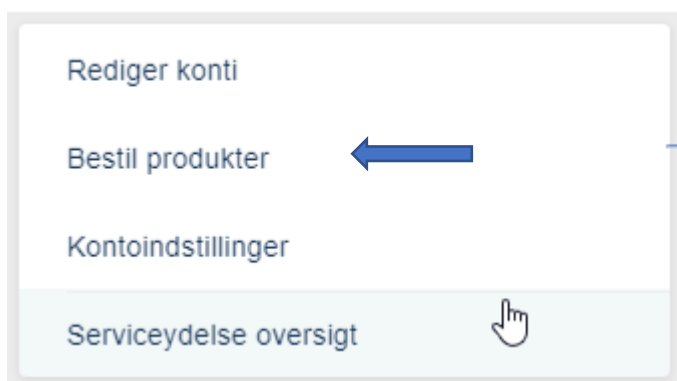 Rediger konti
Bestil produkter
Kontoindstillinger
Serviceydelse oversigt